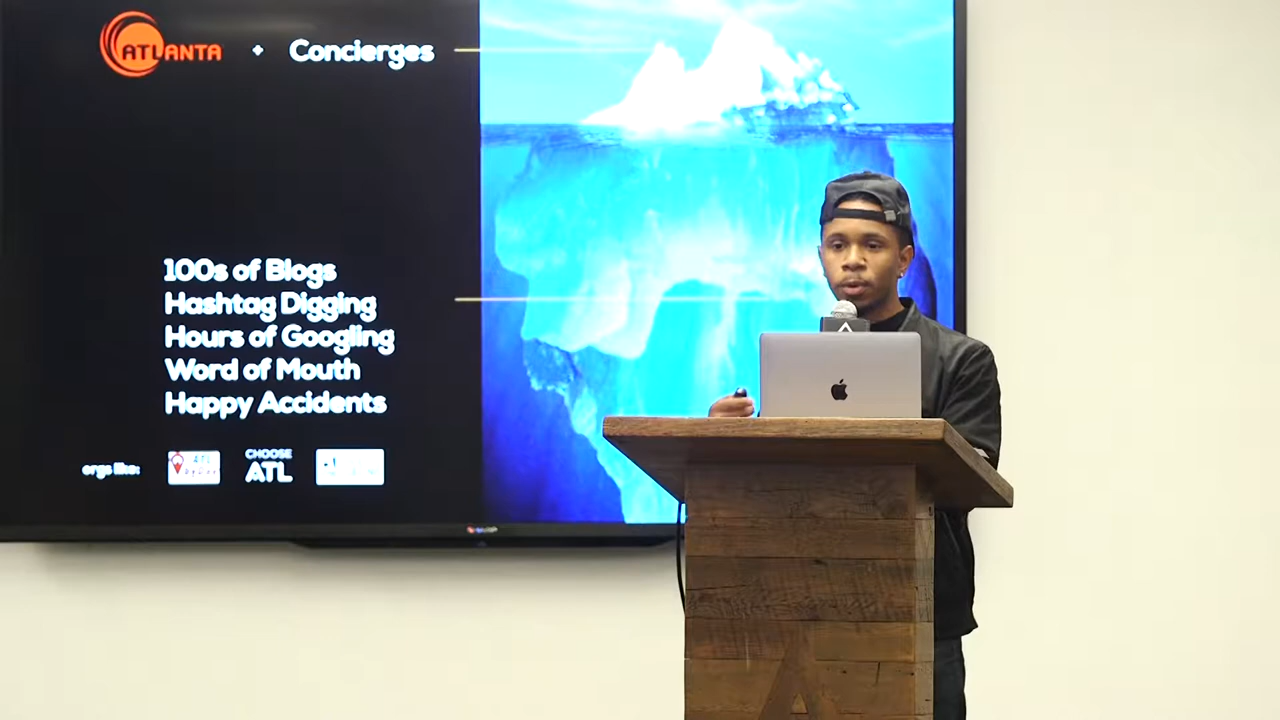 ATLANTA + Concierges
100s of Blogs
Hashtag Digging
Hours of Googling
Word of Mouth
Happy Accidents
orgs like:
CHOOSE
ATL